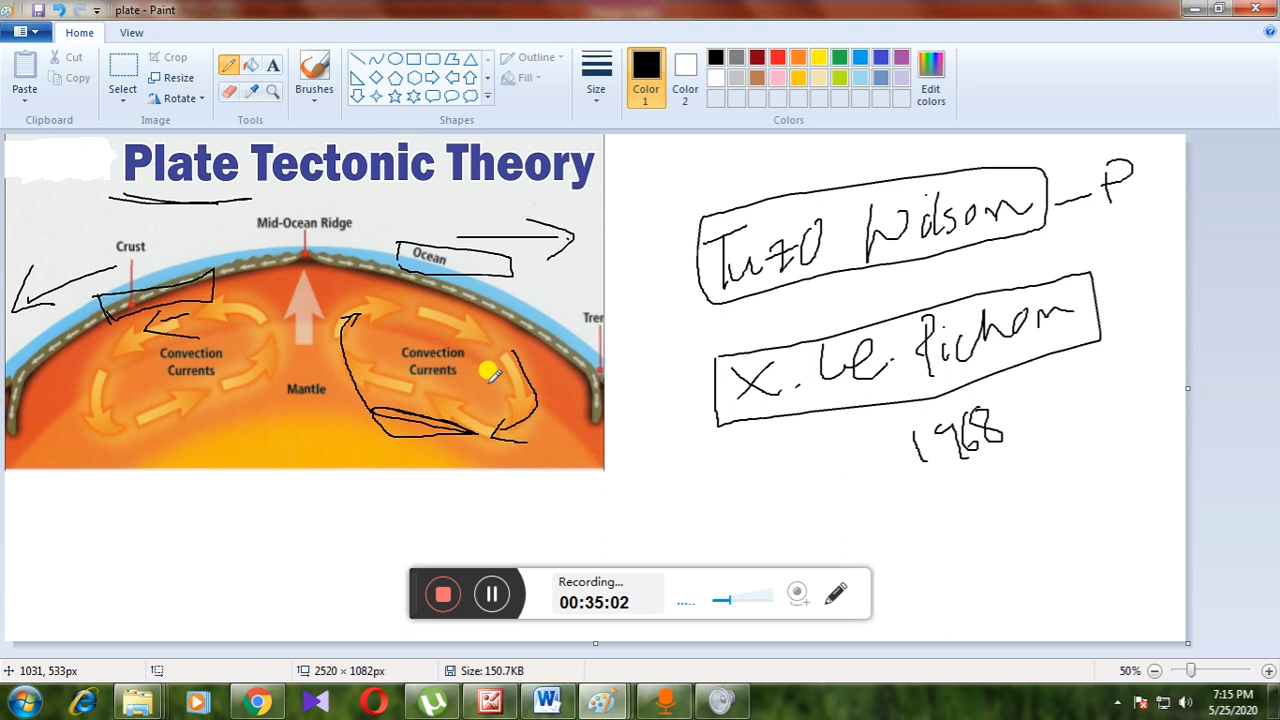 plate - Paint
Home
View
Paste
Cut
Copy
Clipboard
Select
Crop
Resize
Rotate
Image
Tools
Brushes
Outline
Fill
Shapes
Size
Color 1
Color 2
Edit colors
Colors
Plate Tectonic Theory
Mid-Ocean Ridge
Crust
Ocean
Tren
Convection Currents
Convection Currents
Mantle
Tuzo Wilson - P
X. Le. Pichom
1968
Recording...
00:35:02
1031, 533px
2520 × 1082px
Size: 150.7KB
50%
7:15 PM
5/25/2020